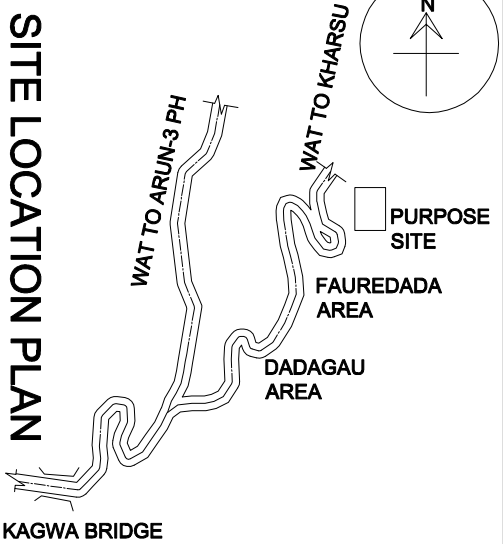 SITE LOCATION PLAN
N
WAT TO KHARSU
WAT TO ARUN-3 PH
PURPOSE
SITE
FAUREDADA
AREA
DADAGAU
AREA
KAGWA BRIDGE